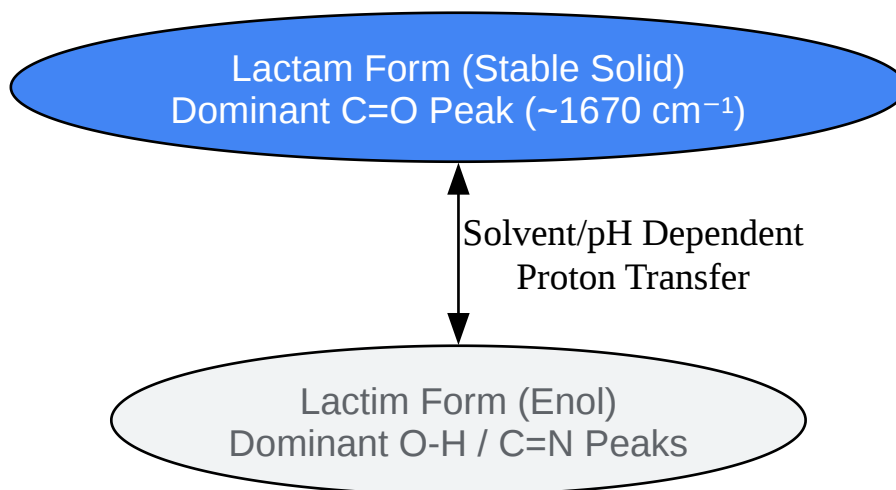 Lactam Form (Stable Solid)
Dominant C=O Peak (~1670 cm⁻¹)
Solvent/pH Dependent
Proton Transfer
Lactim Form (Enol)
Dominant O-H / C=N Peaks